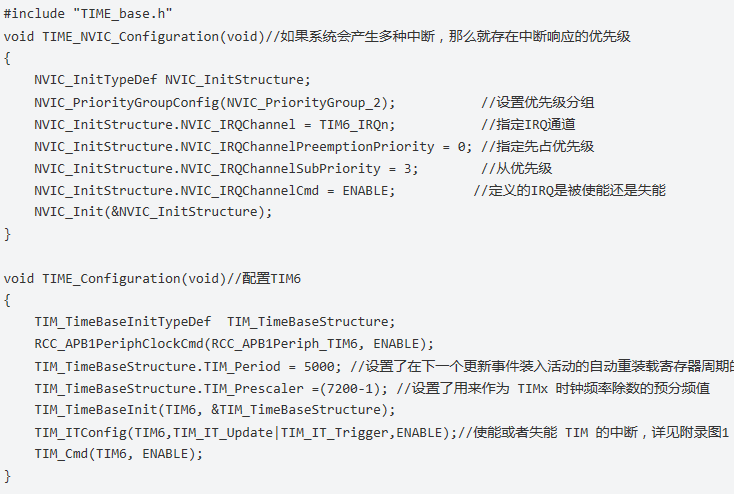 #include "TIME_base.h"
void TIME_NVIC_Configuration(void)//如果系统会产生多种中断，那么就存在中断响应的优先级
{
    NVIC_InitTypeDef NVIC_InitStructure;
    NVIC_PriorityGroupConfig(NVIC_PriorityGroup_2);           //设置优先级分组
    NVIC_InitStructure.NVIC_IRQChannel = TIM6_IRQn;           //指定IRQ通道
    NVIC_InitStructure.NVIC_IRQChannelPreemptionPriority = 0; //指定先占优先级
    NVIC_InitStructure.NVIC_IRQChannelSubPriority = 3;        //从优先级
    NVIC_InitStructure.NVIC_IRQChannelCmd = ENABLE;          //定义的IRQ是被使能还是失能
    NVIC_Init(&NVIC_InitStructure);
}

void TIME_Configuration(void)//配置TIM6
{
    TIM_TimeBaseInitTypeDef  TIM_TimeBaseStructure;
    RCC_APB1PeriphClockCmd(RCC_APB1Periph_TIM6, ENABLE);
    TIM_TimeBaseStructure.TIM_Period = 5000; //设置了在下一个更新事件装入活动的自动重装载寄存器周期的
    TIM_TimeBaseStructure.TIM_Prescaler =(7200-1); //设置了用来作为 TIMx 时钟频率除数的预分频值
    TIM_TimeBaseInit(TIM6, &TIM_TimeBaseStructure);
    TIM_ITConfig(TIM6,TIM_IT_Update|TIM_IT_Trigger,ENABLE);//使能或者失能 TIM 的中断，详见附录图1
    TIM_Cmd(TIM6, ENABLE);
}